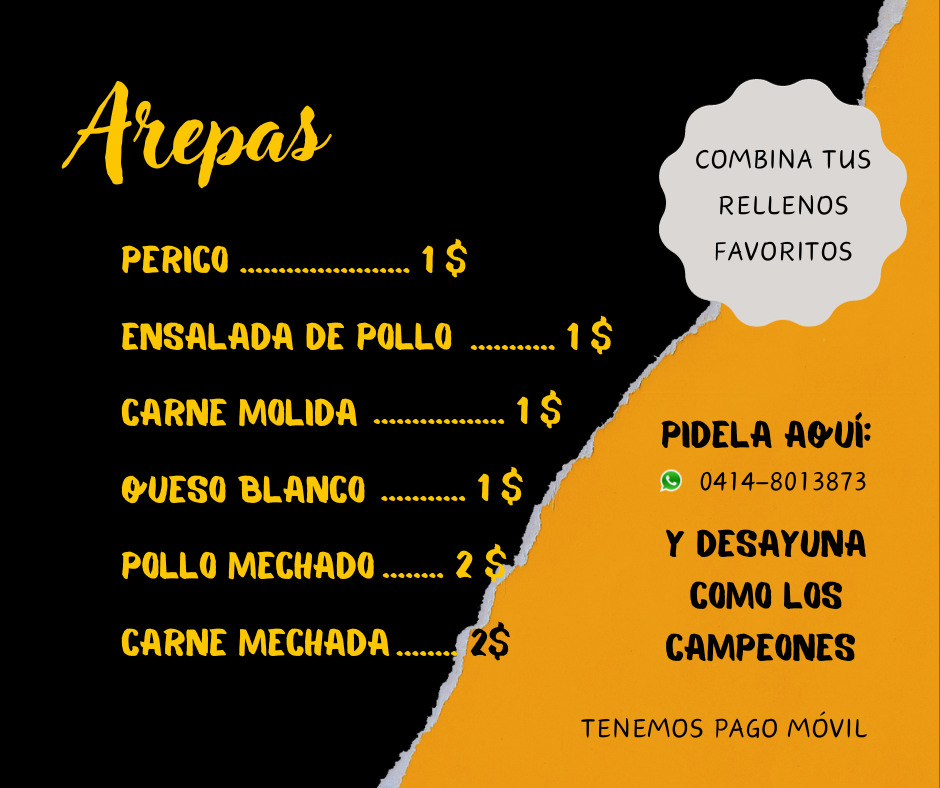 Arepas
PERICO ...................... 1 $
ENSALADA DE POLLO ........... 1 $
CARNE MOLIDA ................. 1 $
QUESO BLANCO ........... 1 $
POLLO MECHADO ........ 2 $
CARNE MECHADA ........ 2$
COMBINA TUS
RELLENOS
FAVORITOS
PIDELA AQUÍ:
0414-8013873
Y DESAYUNA
COMO LOS
CAMPEONES
TENEMOS PAGO MÓVIL